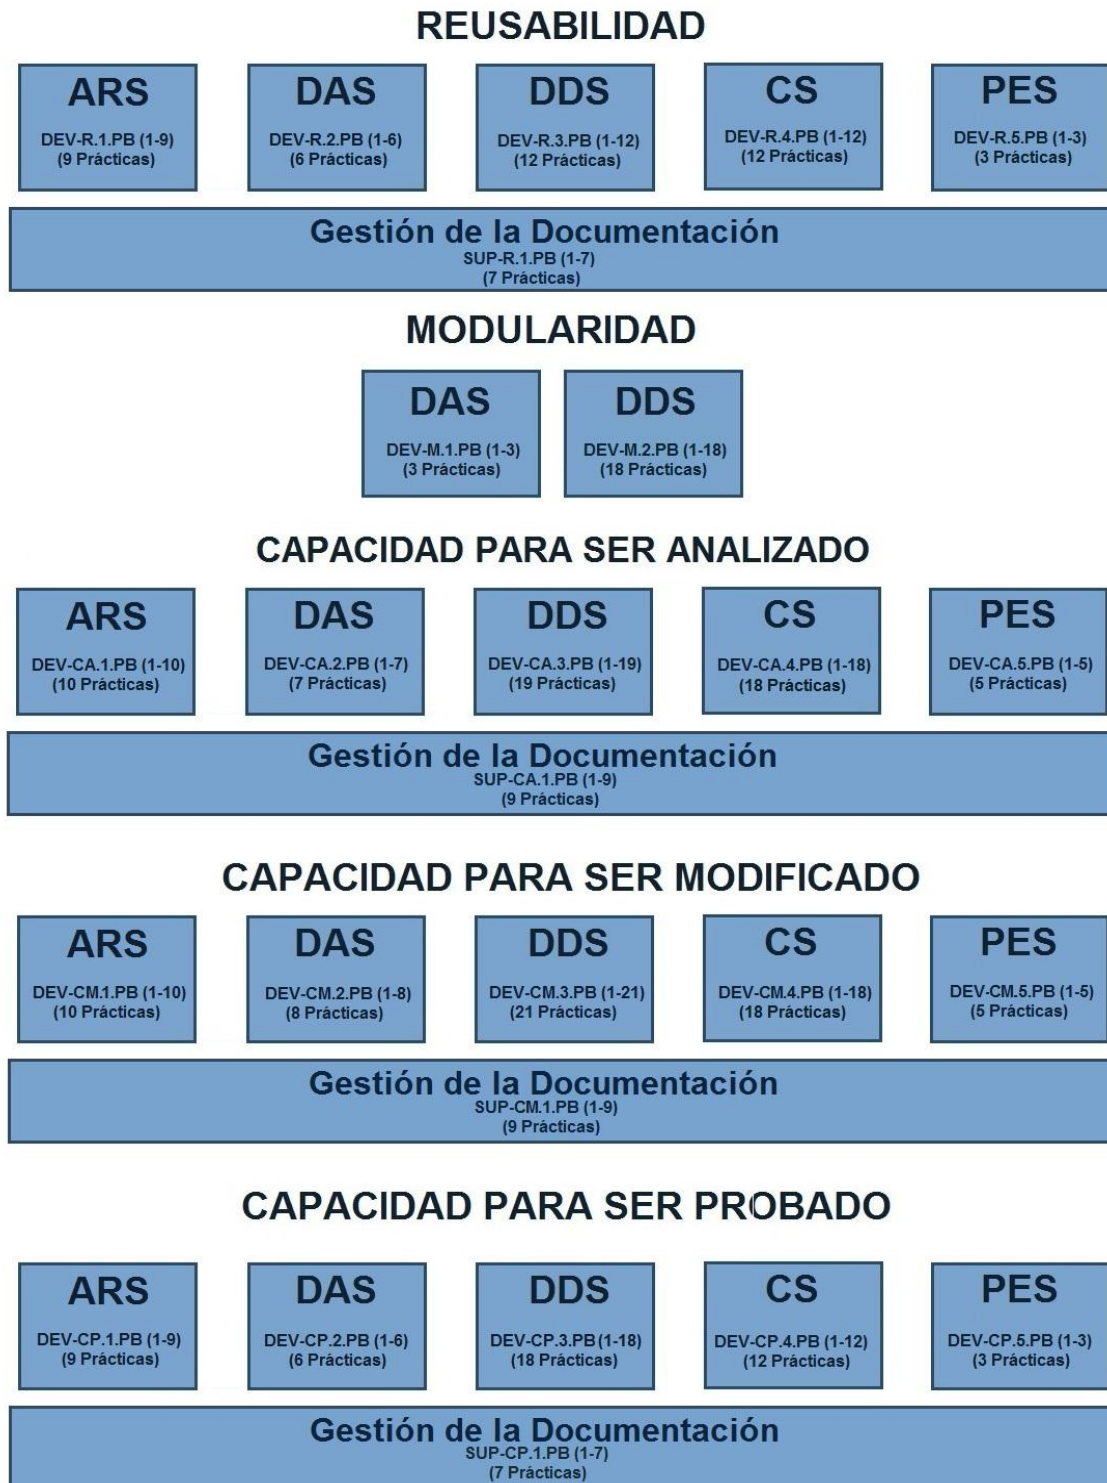 REUSABILIDAD
ARS
DEV-R.1.PB (1-9)
(9 Prácticas)
DAS
DEV-R.2.PB (1-6)
(6 Prácticas)
DDS
DEV-R.3.PB (1-12)
(12 Prácticas)
CS
DEV-R.4.PB (1-12)
(12 Prácticas)
PES
DEV-R.5.PB (1-3)
(3 Prácticas)
Gestión de la Documentación
SUP-R.1.PB (1-7)
(7 Prácticas)
MODULARIDAD
DAS
DEV-M.1.PB (1-3)
(3 Prácticas)
DDS
DEV-M.2.PB (1-18)
(18 Prácticas)
CAPACIDAD PARA SER ANALIZADO
ARS
DEV-CA.1.PB (1-10)
(10 Prácticas)
DAS
DEV-CA.2.PB (1-7)
(7 Prácticas)
DDS
DEV-CA.3.PB (1-19)
(19 Prácticas)
CS
DEV-CA.4.PB (1-18)
(18 Prácticas)
PES
DEV-CA.5.PB (1-5)
(5 Prácticas)
Gestión de la Documentación
SUP-CA.1.PB (1-9)
(9 Prácticas)
CAPACIDAD PARA SER MODIFICADO
ARS
DEV-CM.1.PB (1-10)
(10 Prácticas)
DAS
DEV-CM.2.PB (1-8)
(8 Prácticas)
DDS
DEV-CM.3.PB (1-21)
(21 Prácticas)
CS
DEV-CM.4.PB (1-18)
(18 Prácticas)
PES
DEV-CM.5.PB (1-5)
(5 Prácticas)
Gestión de la Documentación
SUP-CM.1.PB (1-9)
(9 Prácticas)
CAPACIDAD PARA SER PROBADO
ARS
DEV-CP.1.PB (1-9)
(9 Prácticas)
DAS
DEV-CP.2.PB (1-6)
(6 Prácticas)
DDS
DEV-CP.3.PB (1-18)
(18 Prácticas)
CS
DEV-CP.4.PB (1-12)
(12 Prácticas)
PES
DEV-CP.5.PB (1-3)
(3 Prácticas)
Gestión de la Documentación
SUP-CP.1.PB (1-7)
(7 Prácticas)